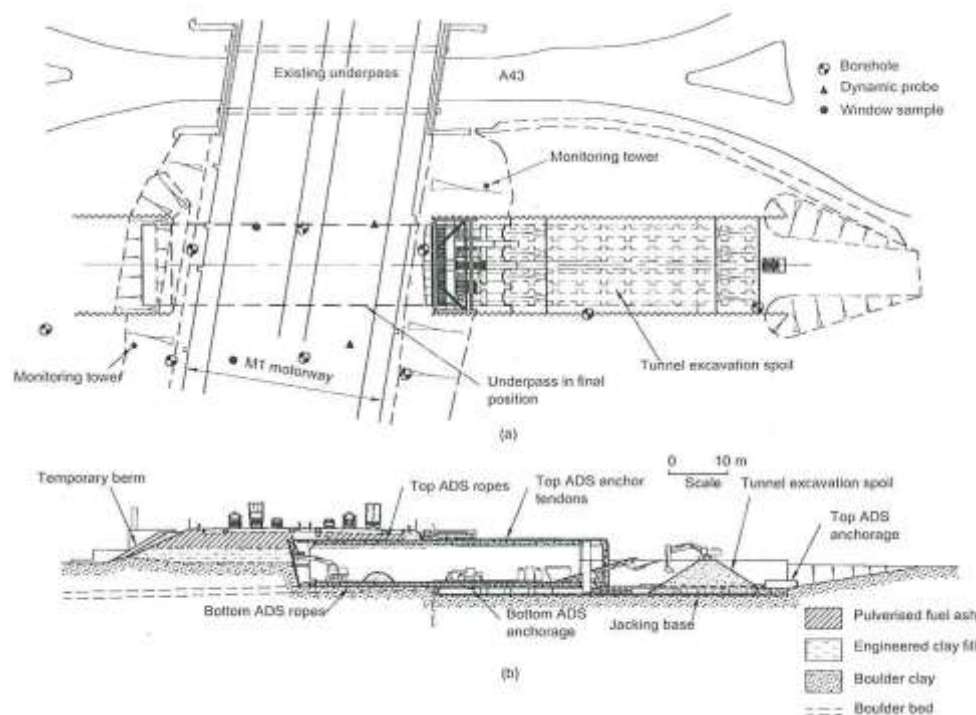 Existing underpass
A43
Borehole
Dynamic probe
Window sample
Monitoring tower
Tunnel excavation spoil
Monitoring tower
M1 motorway
Underpass in final
position
(a)
Temporary berm
Top ADS ropes
Top ADS anchor
tendons
0 10 m
Scale
Tunnel excavation spoil
Top ADS
anchorage
Bottom ADS ropes
Bottom ADS
anchorage
Jacking base
(b)
Pulverised fuel ash
Engineered clay fill
Boulder clay
Boulder bed